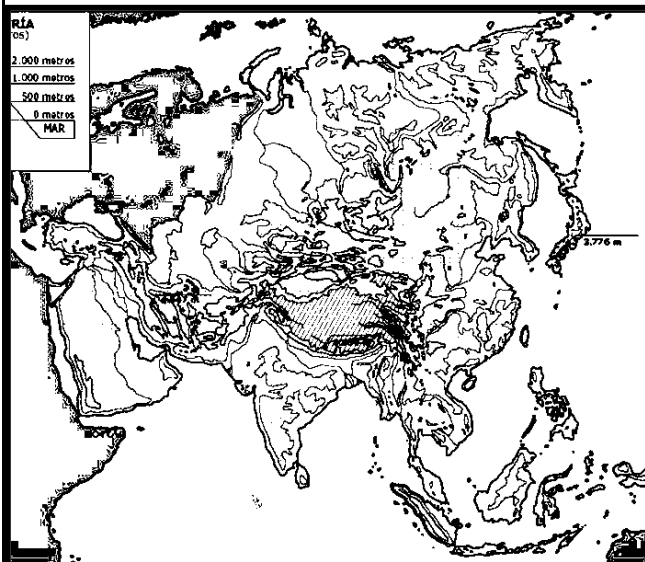 RÍA
ros)
2.000 metros
1.000 metros
500 metros
0 metros
MAR
3.776 m